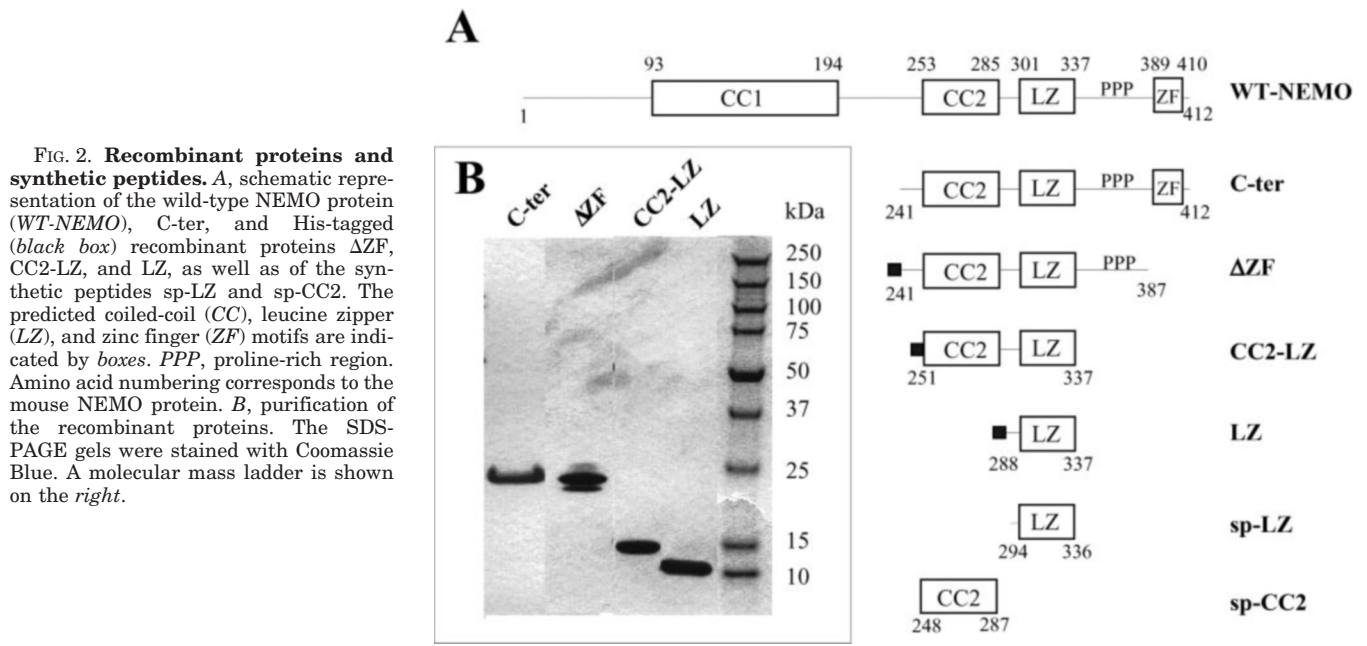 FIG. 2. Recombinant proteins and
synthetic peptides. A, schematic repre-
sentation of the wild-type NEMO protein
(WT-NEMO), C-ter, and His-tagged
(black box) recombinant proteins ΔZF,
CC2-LZ, and LZ, as well as of the syn-
thetic peptides sp-LZ and sp-CC2. The
predicted coiled-coil (CC), leucine zipper
(LZ), and zinc finger (ZF) motifs are indi-
cated by boxes. PPP, proline-rich region.
Amino acid numbering corresponds to the
mouse NEMO protein. B, purification of
the recombinant proteins. The SDS-
PAGE gels were stained with Coomassie
Blue. A molecular mass ladder is shown
on the right.
A
93 194 253 285 301 337 389 410
CC1 CC2 LZ PPP ZF WT-NEMO
1 412
B
C-ter ΔZF CC2-LZ LZ
kDa
250
150
100
75
50
37
25
15
10
CC2 LZ PPP ZF C-ter
241 412
CC2 LZ PPP ΔZF
241 387
CC2 LZ CC2-LZ
251 337
LZ LZ
288 337
LZ sp-LZ
294 336
CC2 sp-CC2
248 287